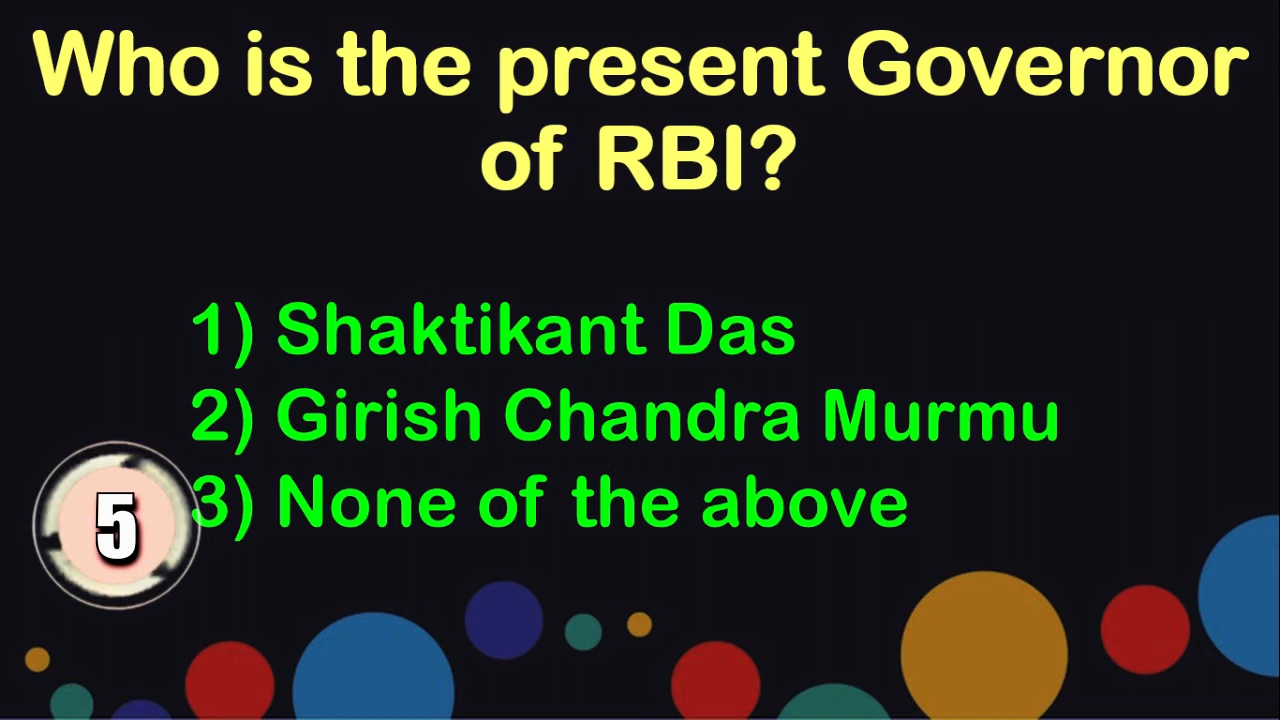 Who is the present Governor
of RBI?
1) Shaktikant Das
2) Girish Chandra Murmu
3) None of the above
5